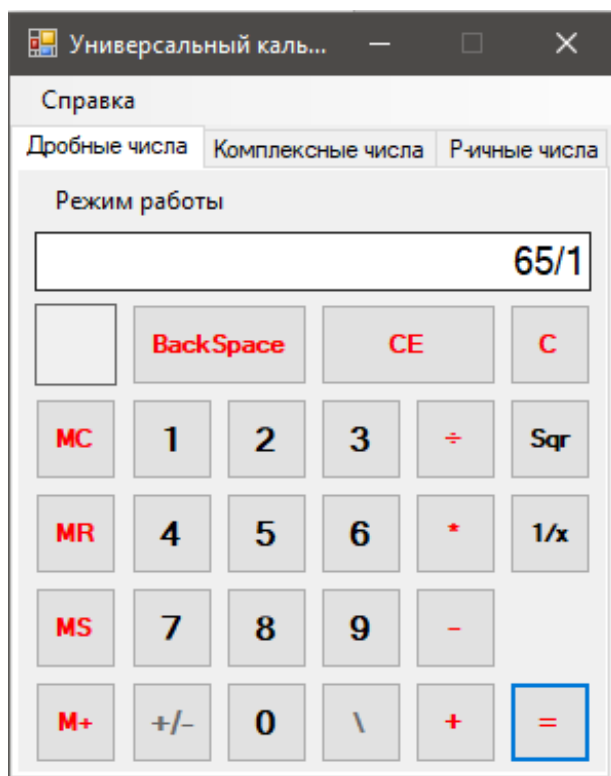 Универсальный каль...
Справка
Дробные числа Комплексные числа Р-ичные числа
Режим работы
65/1
BackSpace CE C
MC 1 2 3 ÷ Sqr
MR 4 5 6 * 1/x
MS 7 8 9 -
M+ +/- 0 \ + =